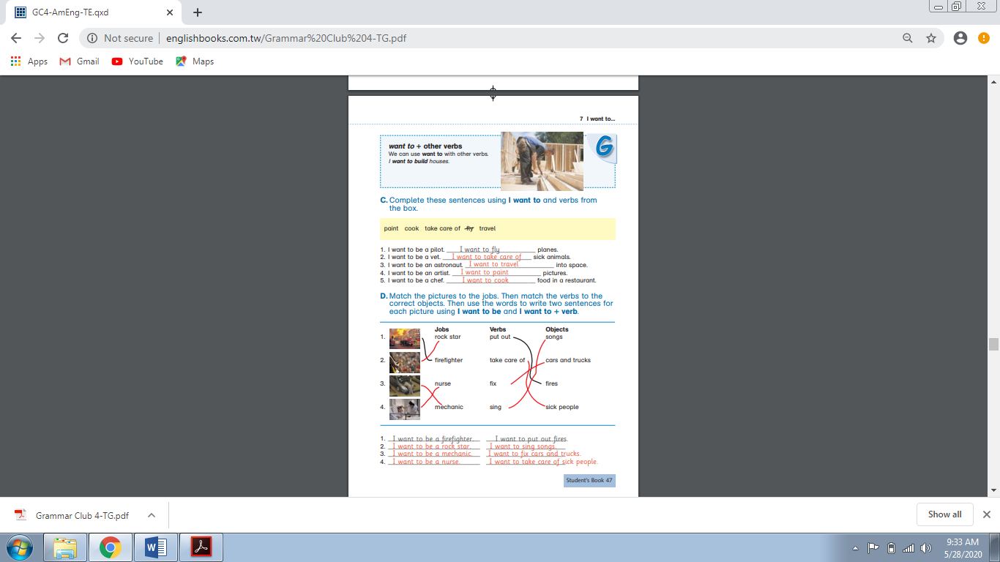 GC4-AmEng-TE.qxd
Not secure
englishbooks.com.tw/Grammar%20Club%204-TG.pdf
Apps
Gmail
YouTube
Maps
7 I want to...
want to + other verbs
We can use want to with other verbs.
I want to build houses.
G
C. Complete these sentences using I want to and verbs from
the box.
paint cook take care of fly travel
1. I want to be a pilot. I want to fly planes.
2. I want to be a vet. I want to take care of sick animals.
3. I want to be an astronaut. I want to travel into space.
4. I want to be an artist. I want to paint pictures.
5. I want to be a chef. I want to cook food in a restaurant.
D. Match the pictures to the jobs. Then match the verbs to the
correct objects. Then use the words to write two sentences for
each picture using I want to be and I want to + verb.
Jobs Verbs Objects
1. rock star put out songs
2. firefighter take care of cars and trucks
3. nurse fix fires
4. mechanic sing sick people
1. I want to be a firefighter. I want to put out fires.
2. I want to be a rock star. I want to sing songs.
3. I want to be a mechanic. I want to fix cars and trucks.
4. I want to be a nurse. I want to take care of sick people.
Student's Book 47
Grammar Club 4-TG.pdf
Show all
9:33 AM
5/28/2020